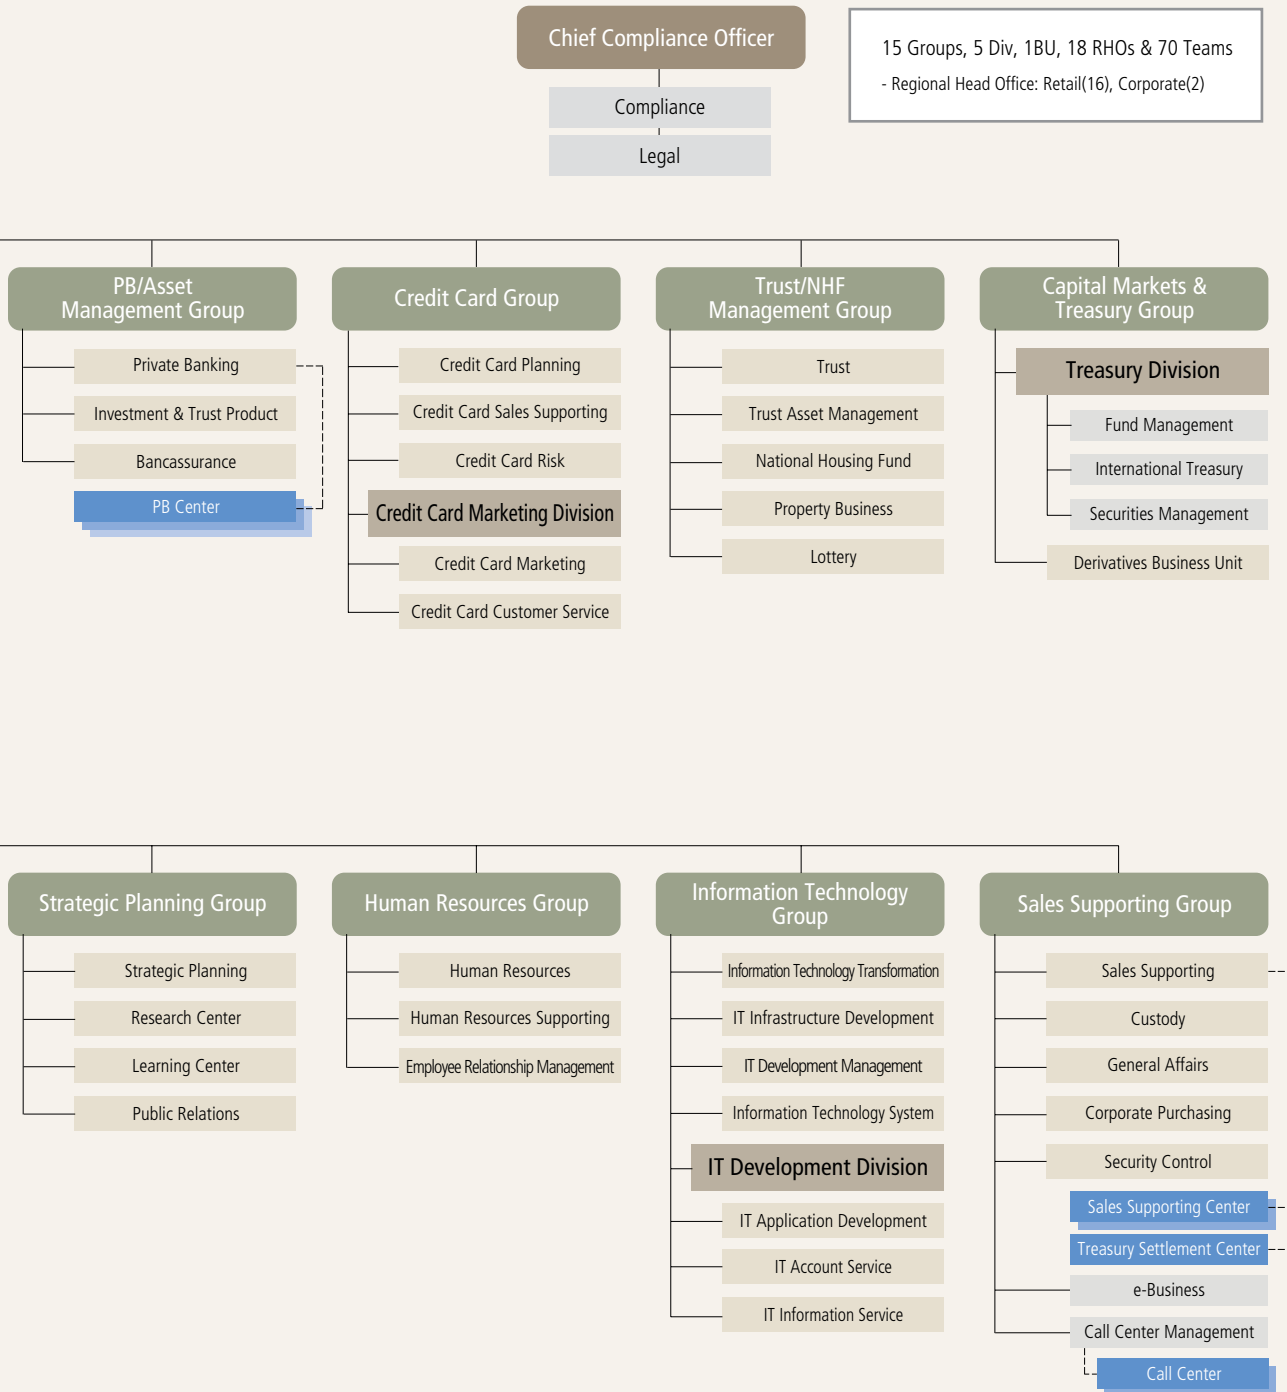 Chief Compliance Officer
Compliance
Legal
15 Groups, 5 Div, 1BU, 18 RHOs & 70 Teams
- Regional Head Office: Retail(16), Corporate(2)
PB/Asset
Management Group
Private Banking
Investment & Trust Product
Bancassurance
PB Center
Credit Card Group
Credit Card Planning
Credit Card Sales Supporting
Credit Card Risk
Credit Card Marketing Division
Credit Card Marketing
Credit Card Customer Service
Trust/NHF
Management Group
Trust
Trust Asset Management
National Housing Fund
Property Business
Lottery
Capital Markets &
Treasury Group
Treasury Division
Fund Management
International Treasury
Securities Management
Derivatives Business Unit
Strategic Planning Group
Strategic Planning
Research Center
Learning Center
Public Relations
Human Resources Group
Human Resources
Human Resources Supporting
Employee Relationship Management
Information Technology
Group
Information Technology Transformation
IT Infrastructure Development
IT Development Management
Information Technology System
IT Development Division
IT Application Development
IT Account Service
IT Information Service
Sales Supporting Group
Sales Supporting
Custody
General Affairs
Corporate Purchasing
Security Control
Sales Supporting Center
Treasury Settlement Center
e-Business
Call Center Management
Call Center